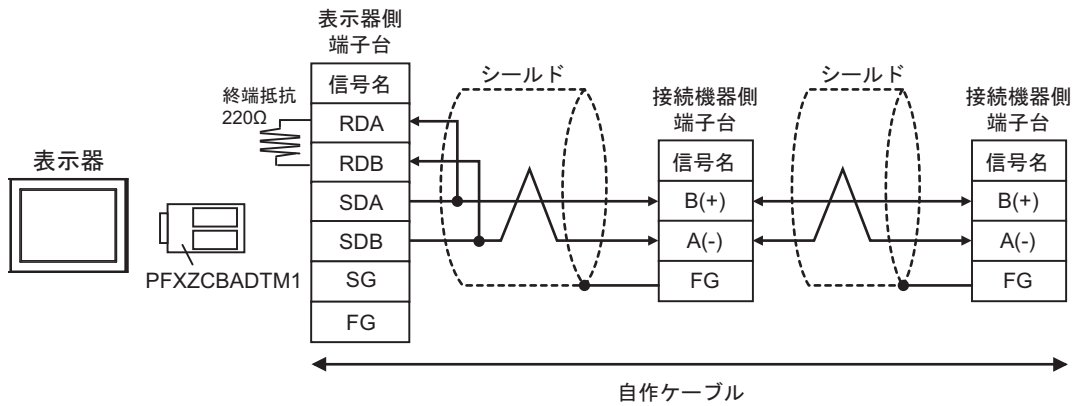 表示器
PFXZCBADTM1
終端抵抗
220Ω
表示器側
端子台
信号名
RDA
RDB
SDA
SDB
SG
FG
シールド
接続機器側
端子台
信号名
B(+)
A(-)
FG
シールド
接続機器側
端子台
信号名
B(+)
A(-)
FG
自作ケーブル